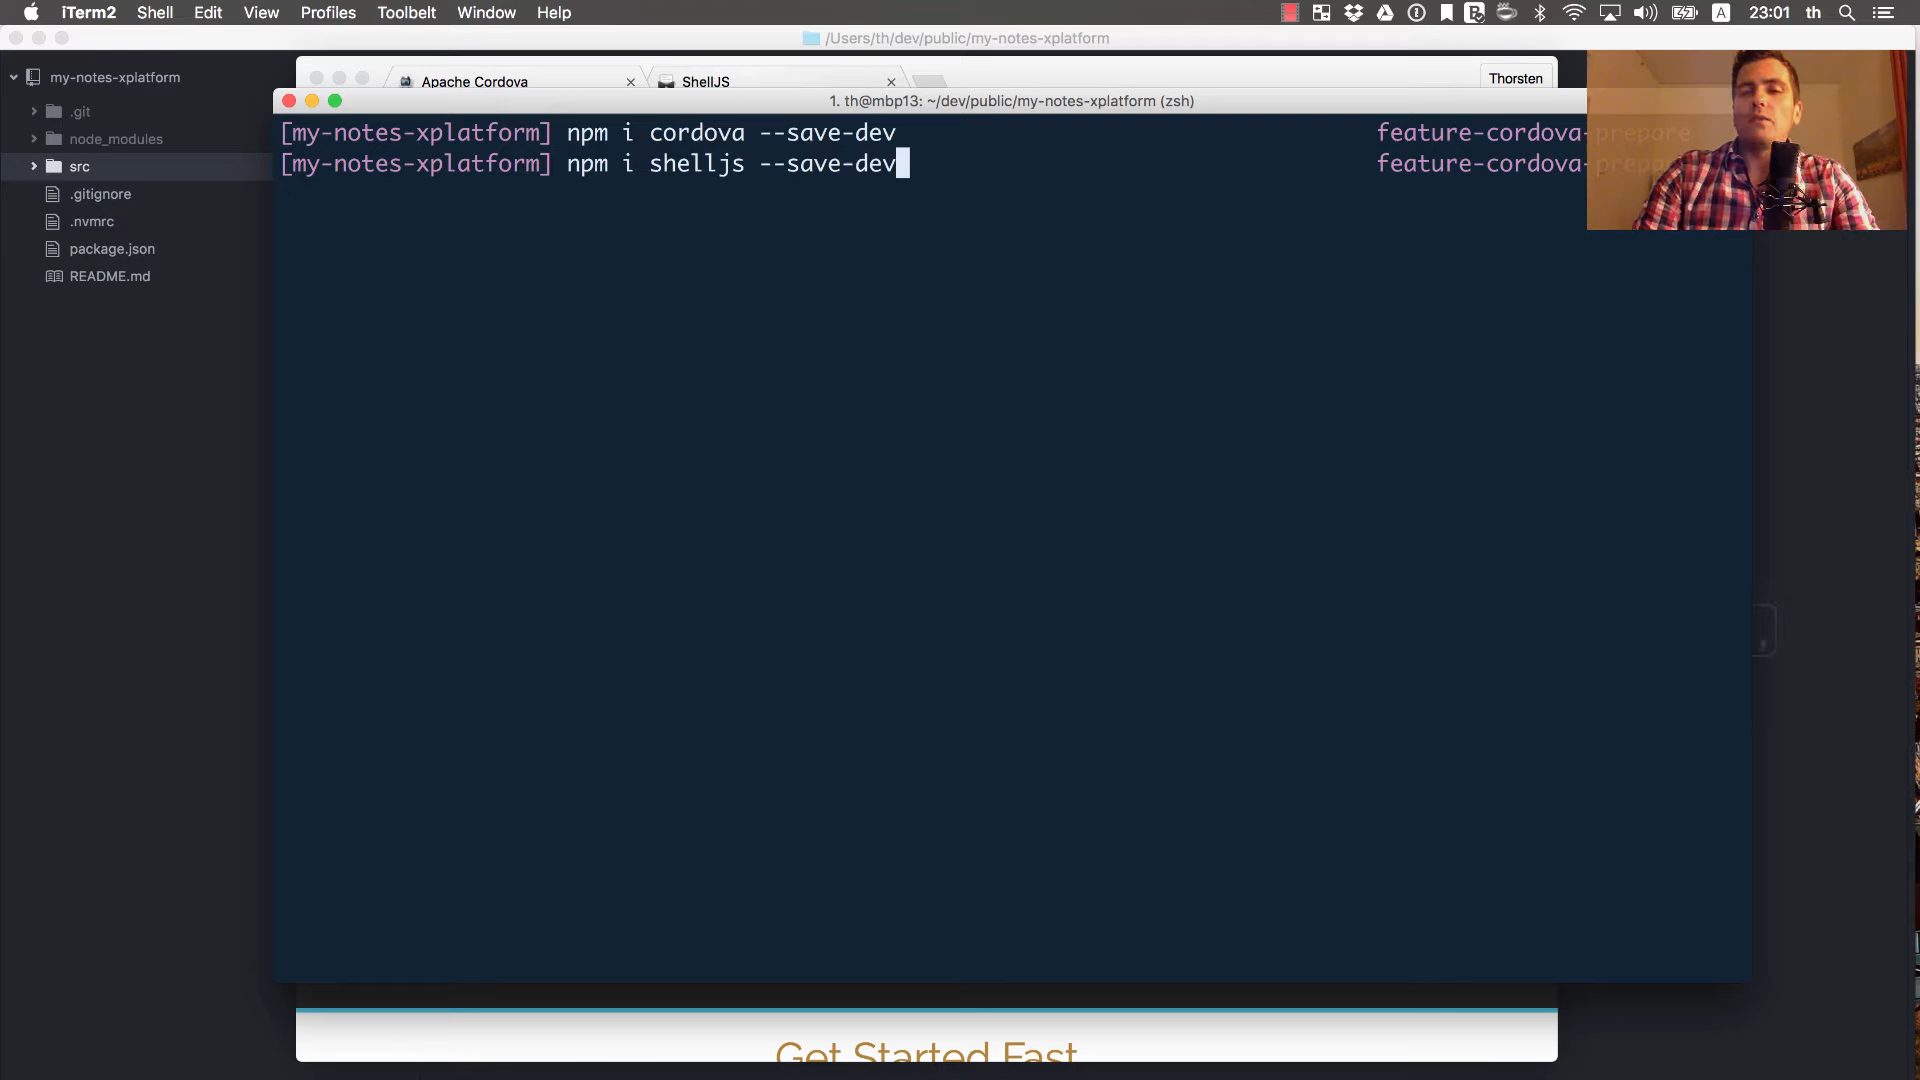 iTerm2 Shell Edit View Profiles Toolbelt Window Help A 23:01 th
/Users/th/dev/public/my-notes-xplatform
my-notes-xplatform
Apache Cordova
ShellJS
Thorsten
1. th@mbp13: ~/dev/public/my-notes-xplatform (zsh)
.git
node_modules
src
.gitignore
.nvmrc
package.json
README.md
[my-notes-xplatform] npm i cordova --save-dev feature-cordova-prepare
[my-notes-xplatform] npm i shelljs --save-dev feature-cordova-prepare
Get Started Fast